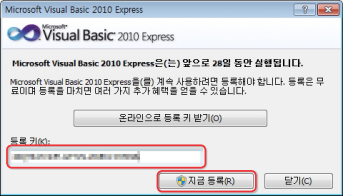 Microsoft Visual Basic 2010 Express
Microsoft
Visual Basic 2010 Express
Microsoft Visual Basic 2010 Express은(는) 앞으로 28일 동안 실행됩니다.
Microsoft Visual Basic 2010 Express을(를) 계속 사용하려면 등록해야 합니다. 등록은 무
료이며 등록을 마치면 여러 가지 추가 혜택을 얻을 수 있습니다.
온라인으로 등록 키 받기(O)
등록 키(K):
지금 등록(R)
닫기(C)